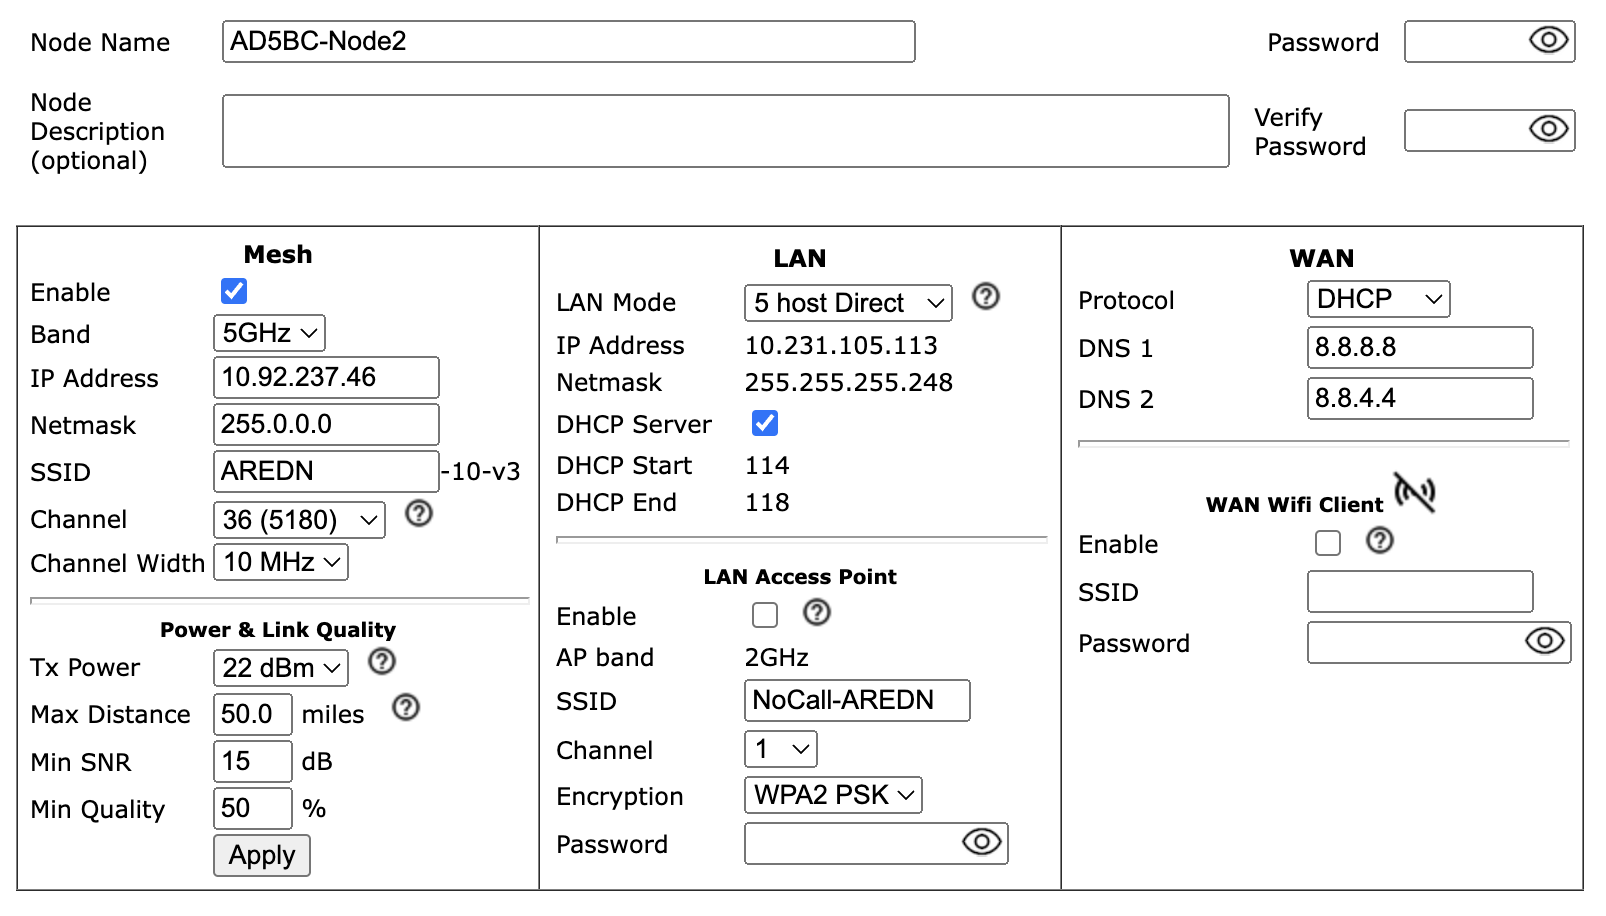 Node Name AD5BC-Node2 Password
Node
Description
(optional)
Verify
Password
Mesh
Enable
Band 5GHz
IP Address 10.92.237.46
Netmask 255.0.0.0
SSID AREDN -10-v3
Channel 36 (5180) ?
Channel Width 10 MHz
Power & Link Quality
Tx Power 22 dBm ?
Max Distance 50.0 miles ?
Min SNR 15 dB
Min Quality 50 %
Apply
LAN
LAN Mode 5 host Direct ?
IP Address 10.231.105.113
Netmask 255.255.255.248
DHCP Server
DHCP Start 114
DHCP End 118
LAN Access Point
Enable ?
AP band 2GHz
SSID NoCall-AREDN
Channel 1
Encryption WPA2 PSK
Password
WAN
Protocol DHCP
DNS 1 8.8.8.8
DNS 2 8.8.4.4
WAN Wifi Client
Enable ?
SSID
Password